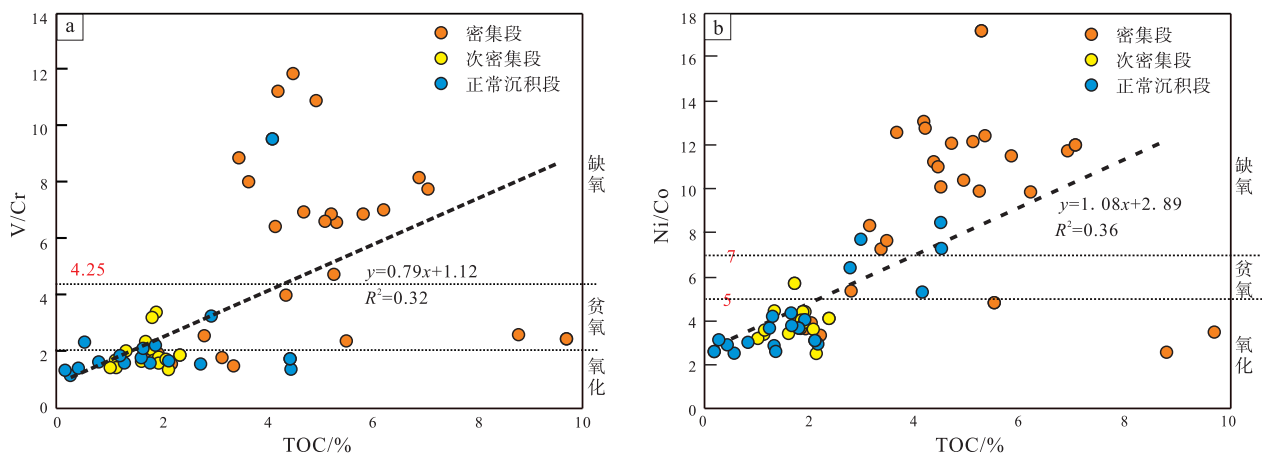 a
14
12
10
8
6
4
2
0
V/Cr
密集段
次密集段
正常沉积段
4.25
y=0.79x+1.12
R²=0.32
缺氧
贫氧
氧化
0
2
4
6
8
10
TOC/%
b
18
16
14
12
10
8
6
4
2
0
Ni/Co
密集段
次密集段
正常沉积段
7
5
y=1.08x+2.89
R²=0.36
缺氧
贫氧
氧化
0
2
4
6
8
10
TOC/%